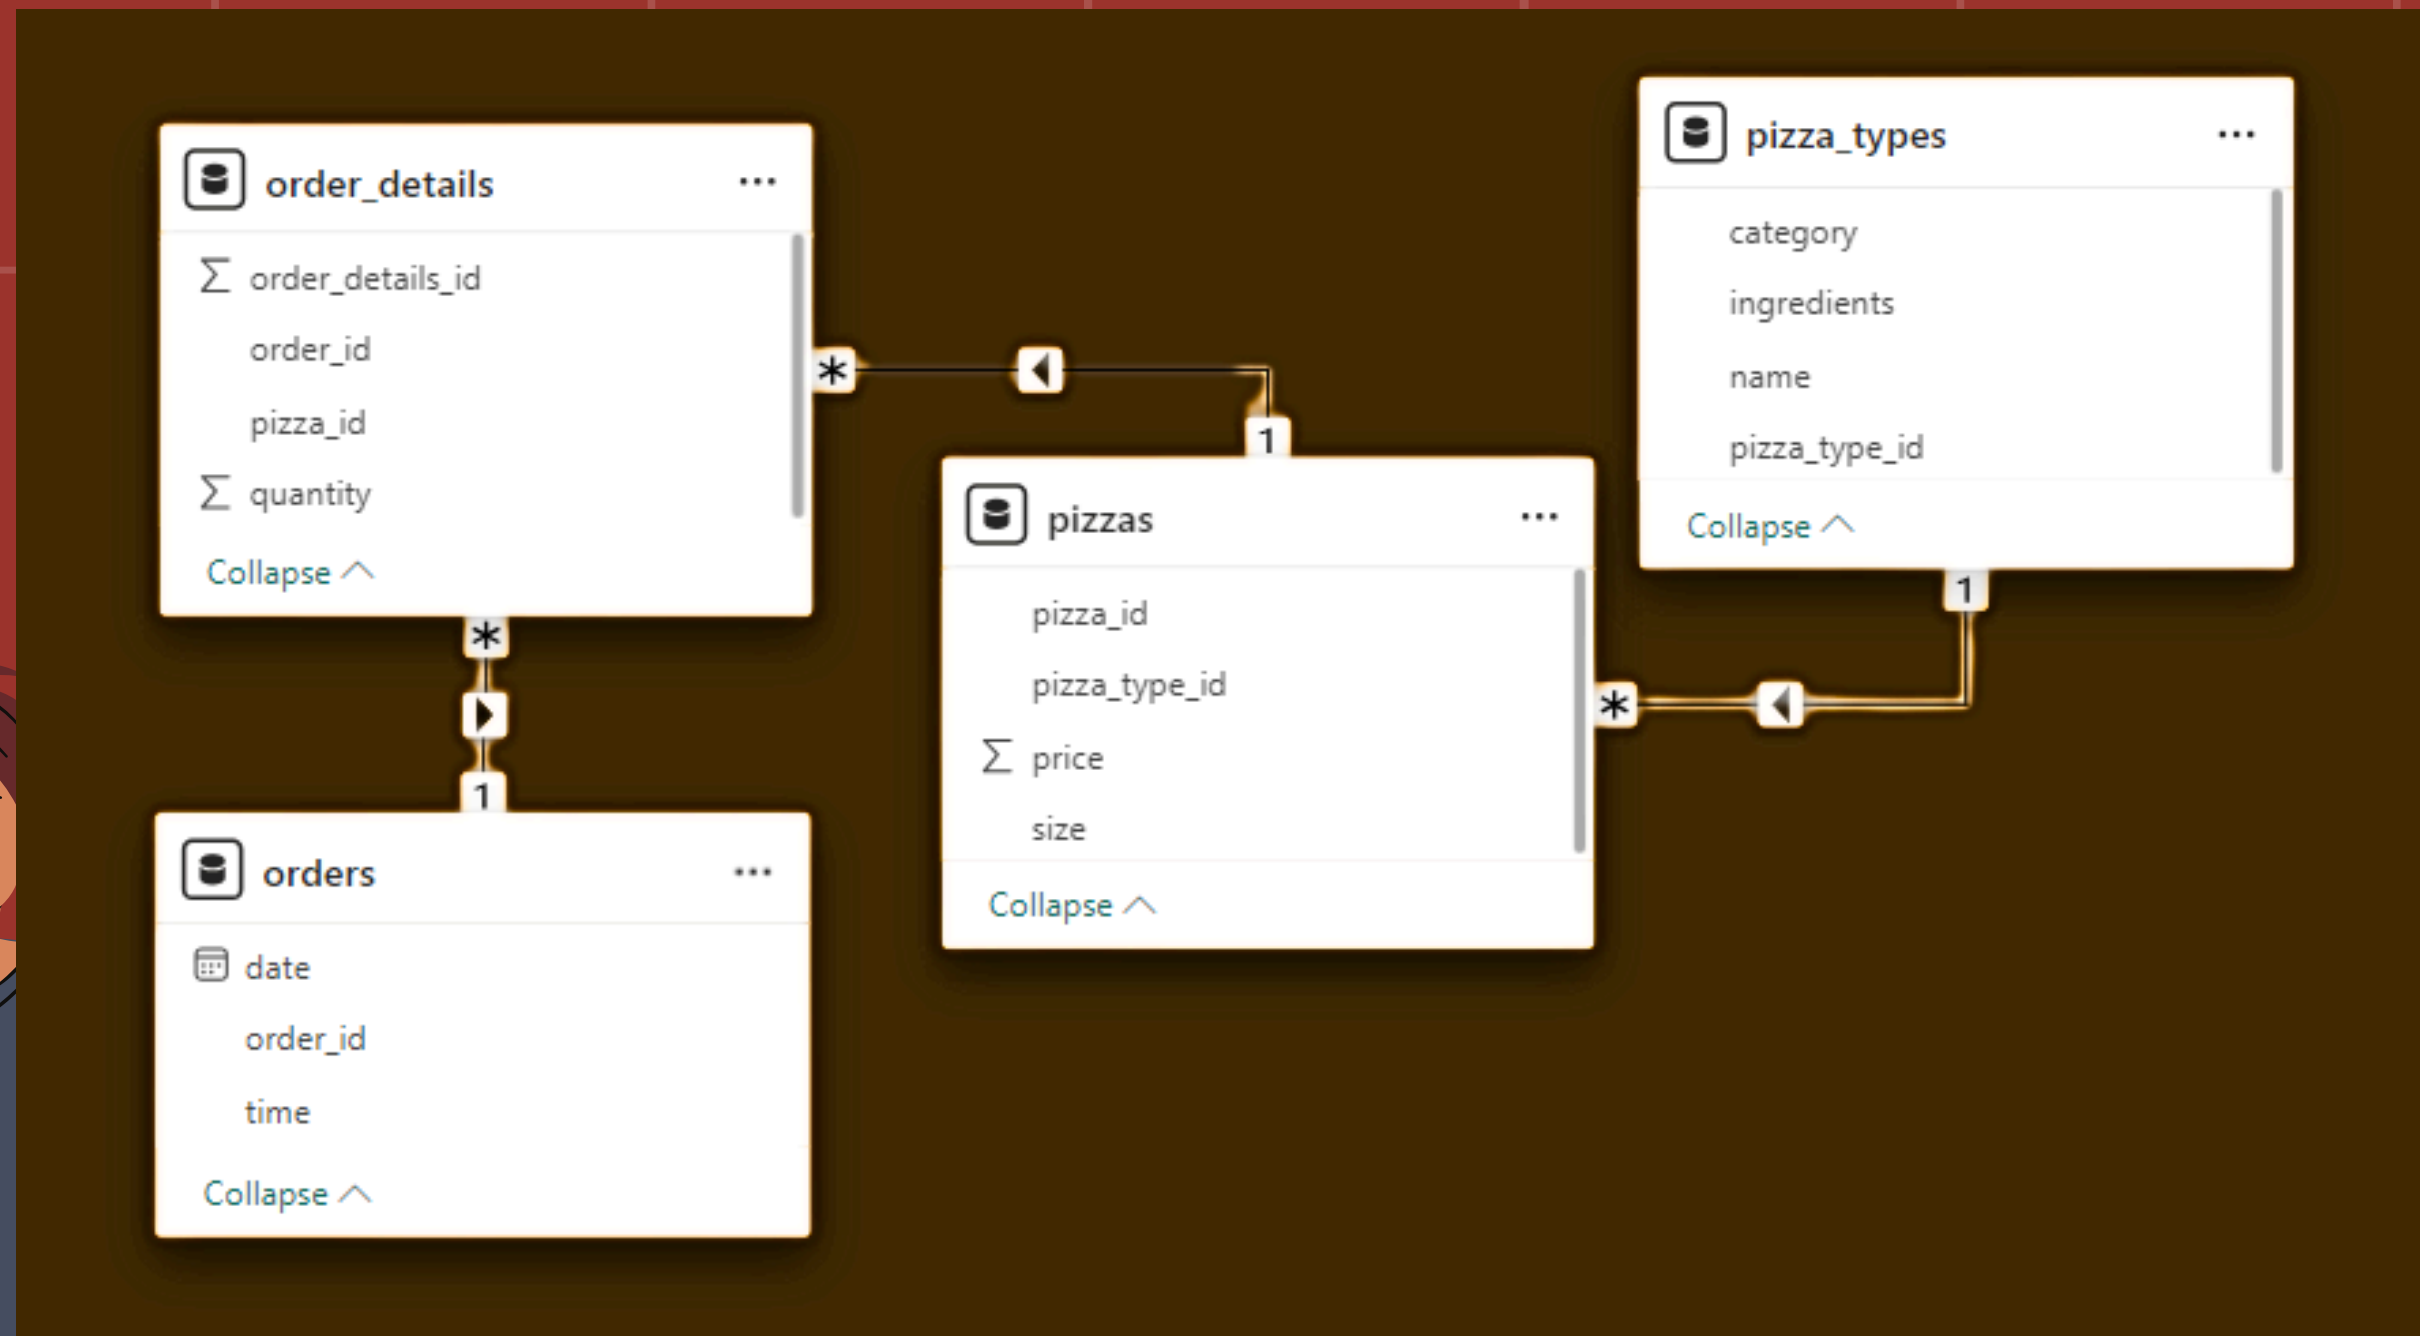 order_details
...
Σ order_details_id
order_id
pizza_id
Σ quantity
Collapse
*
1
orders
...
date
order_id
time
Collapse
*
1
pizzas
...
pizza_id
pizza_type_id
Σ price
size
Collapse
*
1
pizza_types
...
category
ingredients
name
pizza_type_id
Collapse